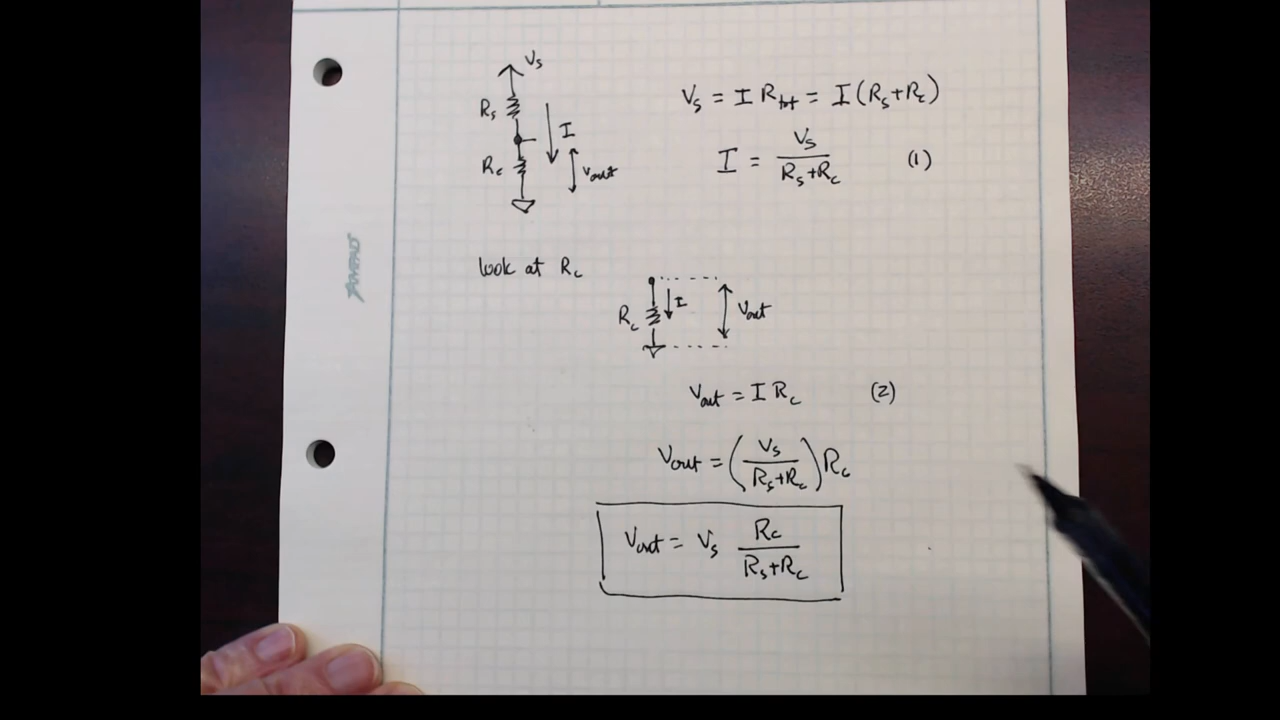 Vs
Rs
I
Rc
Vout
Vs = I Rtot = I(Rs+Rc)
I = Vs / (Rs+Rc) (1)
look at Rc
Rc
I
Vout
Vout = I Rc (2)
Vout = (Vs / (Rs+Rc)) Rc
Vout = Vs Rc / (Rs+Rc)
AMPAD